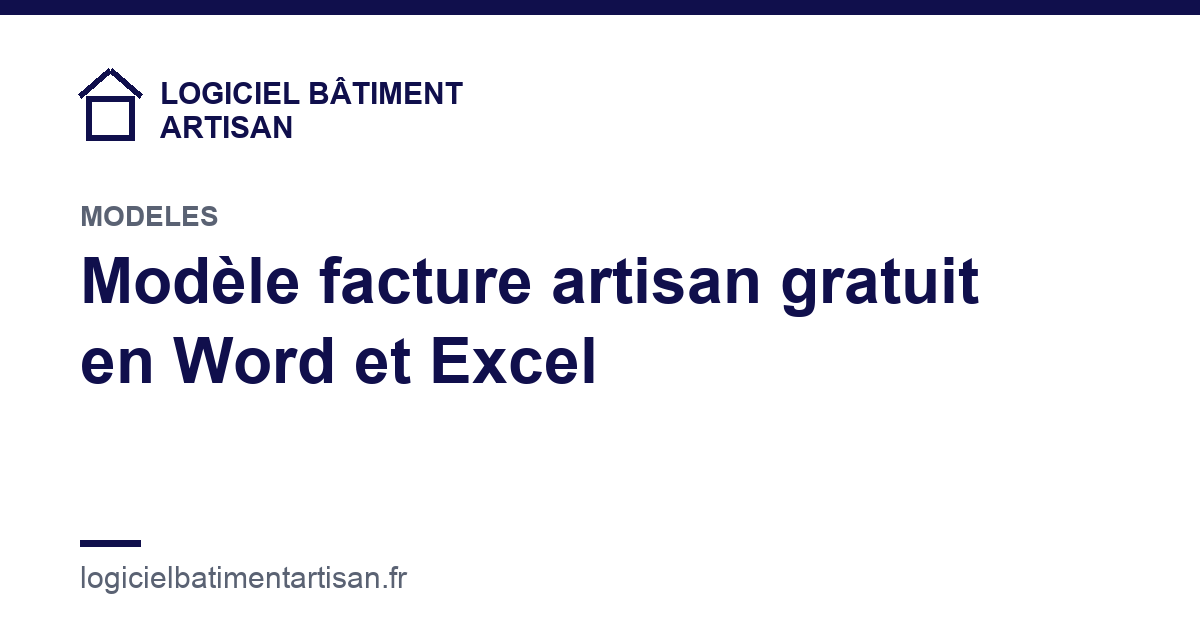 LOGICIEL BÂTIMENT
ARTISAN
MODELES
Modèle facture artisan gratuit
en Word et Excel
logicielbatimentartisan.fr